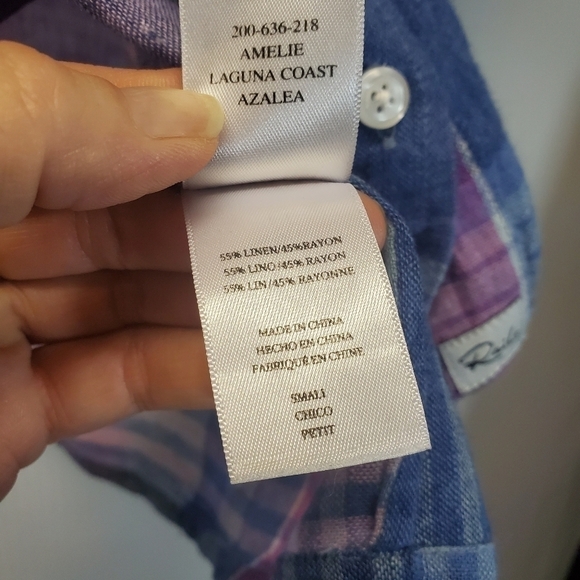 200-636-218
AMELIE
LAGUNA COAST
AZALEA
55% LINEN/45%RAYON
55% LINO/45% RAYON
55% LIN/45% RAYONNE
MADE IN CHINA
HECHO EN CHINA
FABRIQUÉ EN CHINE
SMALL
CHICO
PETIT